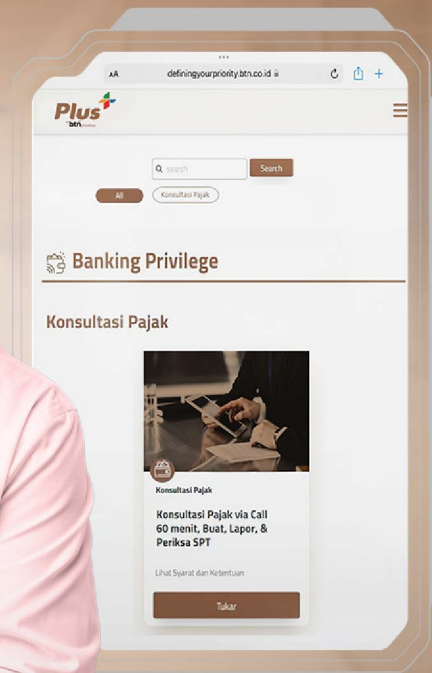 AA definingyourpriority.btn.co.id
Plus
btn
search Search
All Konsultasi Pajak
Banking Privilege
Konsultasi Pajak
Konsultasi Pajak
Konsultasi Pajak via Call
60 menit, Buat, Lapor, &
Periksa SPT
Lihat Syarat dan Ketentuan
Tukar